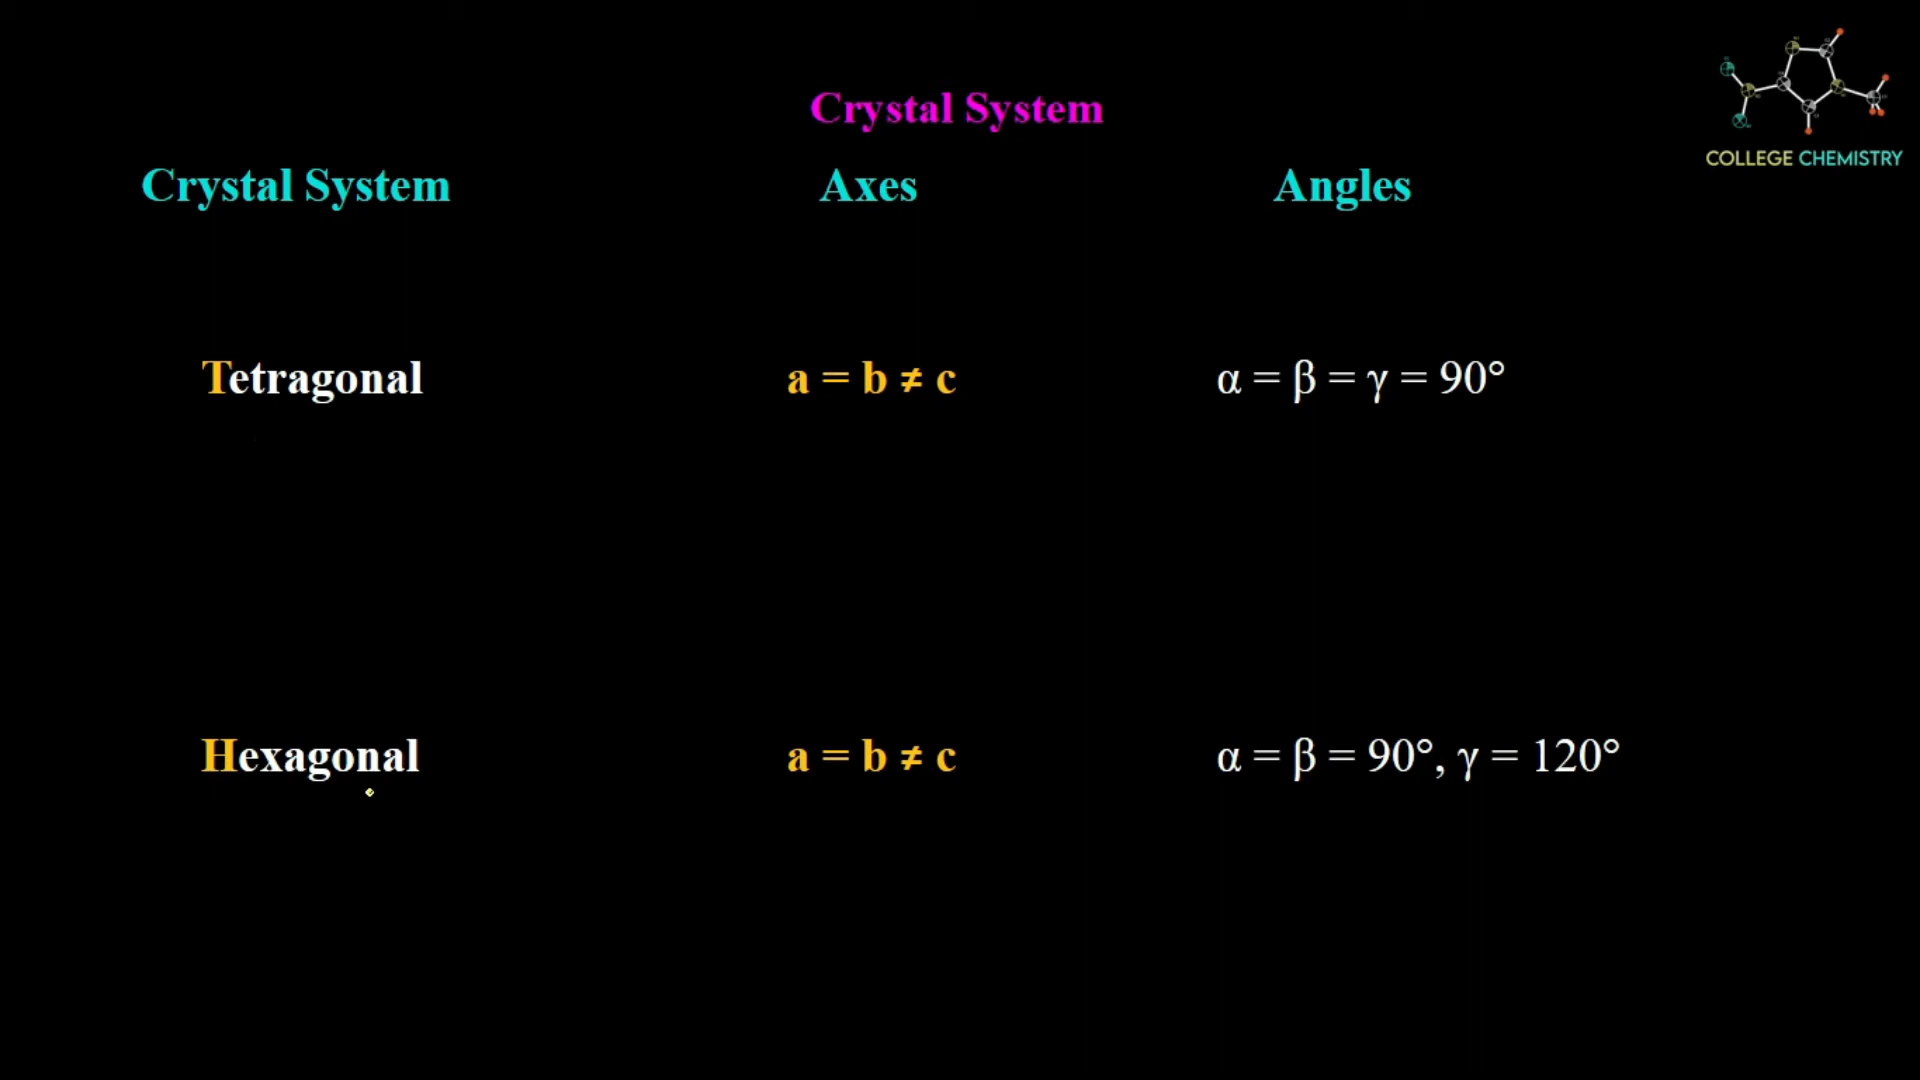 Crystal System
COLLEGE CHEMISTRY
Crystal System Axes Angles
Tetragonal a = b ≠ c α = β = γ = 90°
Hexagonal a = b ≠ c α = β = 90°, γ = 120°